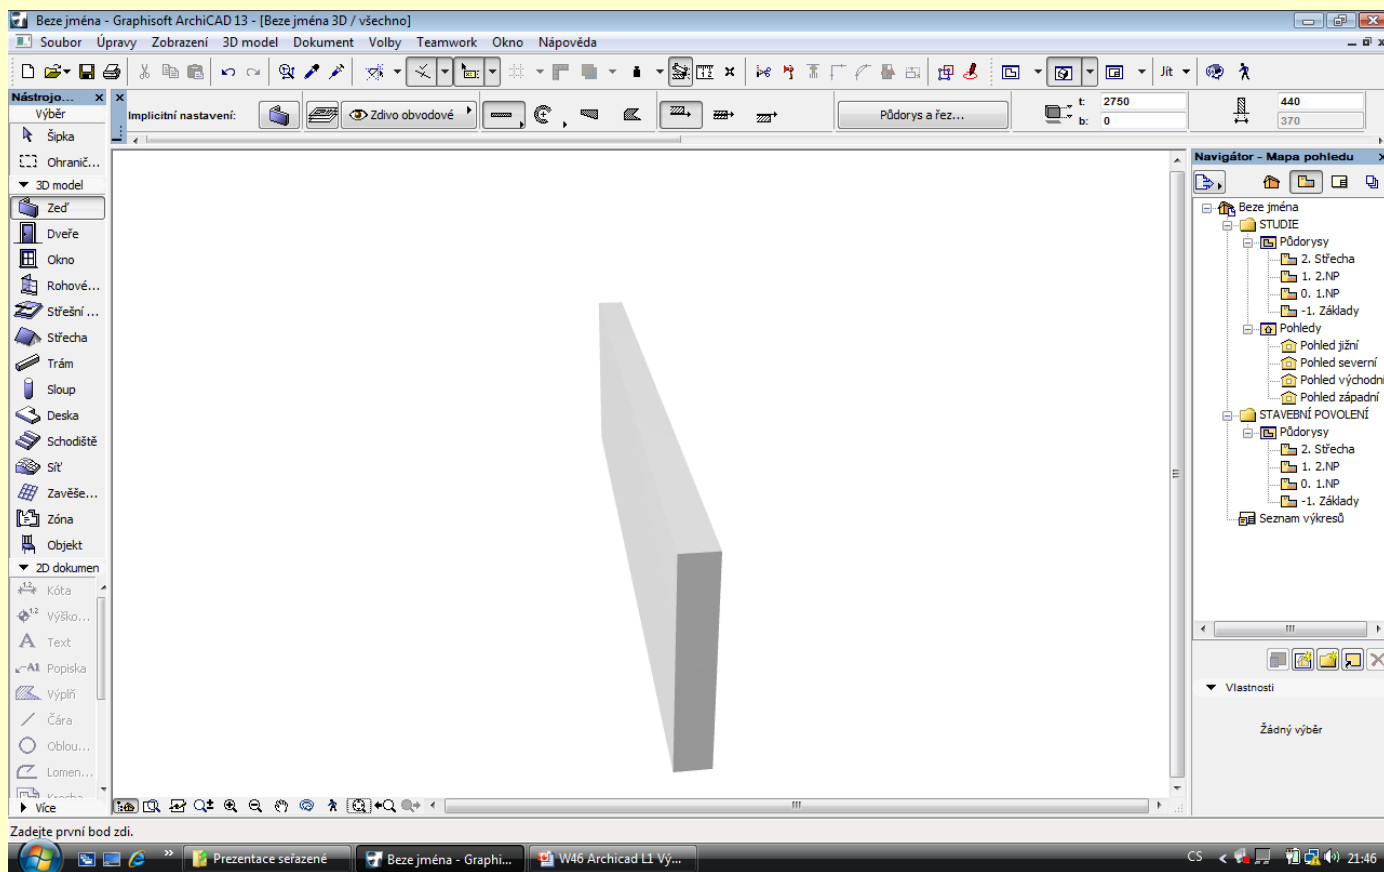 Beze jména - Graphisoft ArchiCAD 13 - [Beze jména 3D / všechno]
Soubor Úpravy Zobrazení 3D model Dokument Volby Teamwork Okno Nápověda
Jít
Nástrojo...
Výběr
Šipka
Ohranič...
3D model
Zeď
Dveře
Okno
Rohové...
Střešní ...
Střecha
Trám
Sloup
Deska
Schodiště
Síť
Zavěše...
Zóna
Objekt
2D dokumen
Kóta
Výško...
Text
Popiska
Výplň
Čára
Oblou...
Lomen...
Více
Implicitní nastavení:
Zdivo obvodové
Půdorys a řez...
t: 2750
b: 0
440
370
Navigátor - Mapa pohledu
Beze jména
STUDIE
Půdorysy
2. Střecha
1. 2.NP
0. 1.NP
-1. Základy
Pohledy
Pohled jižní
Pohled severní
Pohled východní
Pohled západní
STAVEBNÍ POVOLENÍ
Půdorysy
2. Střecha
1. 2.NP
0. 1.NP
-1. Základy
Seznam výkresů
Vlastnosti
Žádný výběr
Zadejte první bod zdi.
Prezentace seřazené
Beze jména - Graphi...
W46 Archicad L1 Vý...
CS
21:46